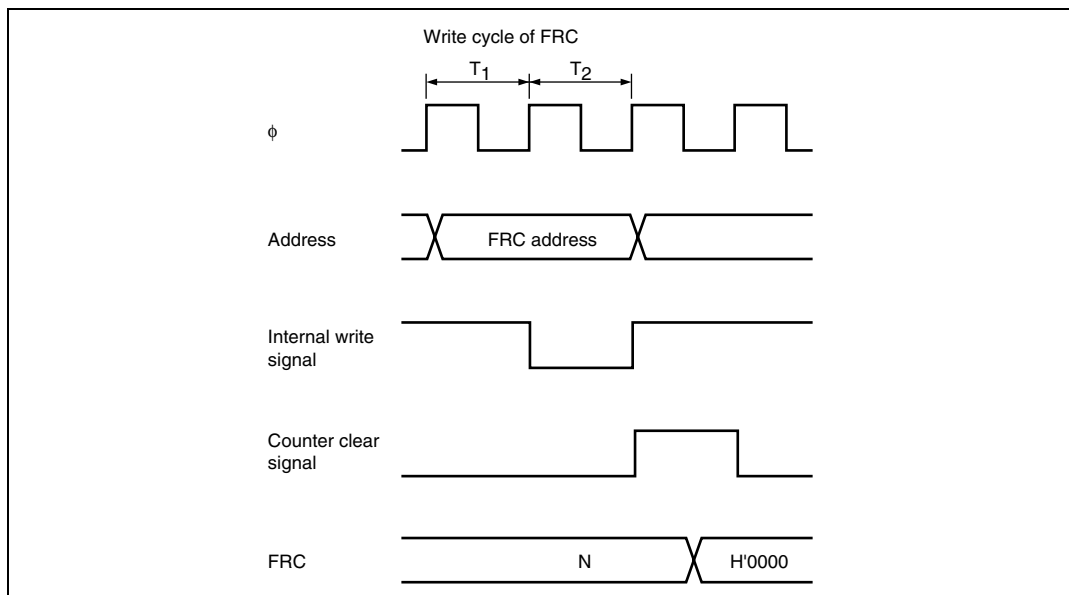 Write cycle of FRC
T1 T2
ϕ
Address
FRC address
Internal write
signal
Counter clear
signal
FRC
N
H'0000